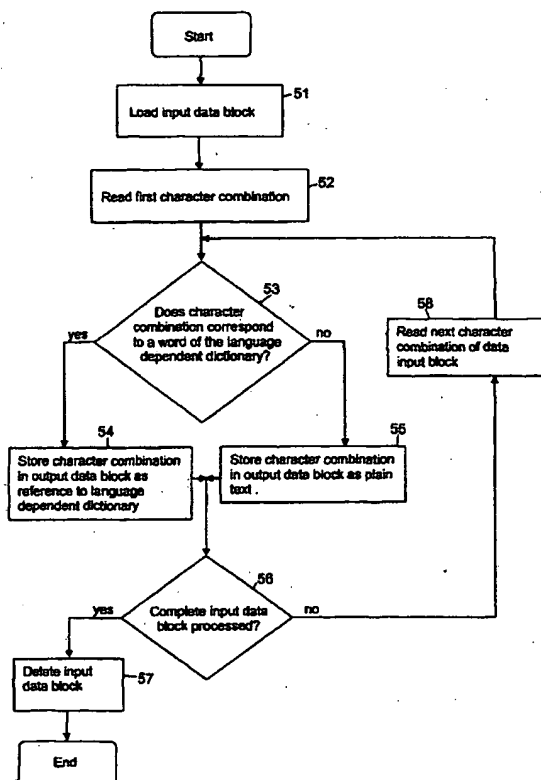 Start
51
Load input data block
52
Read first character combination
53
Does character
combination correspond
to a word of the language
dependent dictionary?
yes
no
58
Read next character
combination of data
input block
54
Store character combination
in output data block as
reference to language
dependent dictionary
55
Store character combination
in output data block as plain
text .
56
Complete input data
block processed?
yes
no
Delete input
data block
57
End